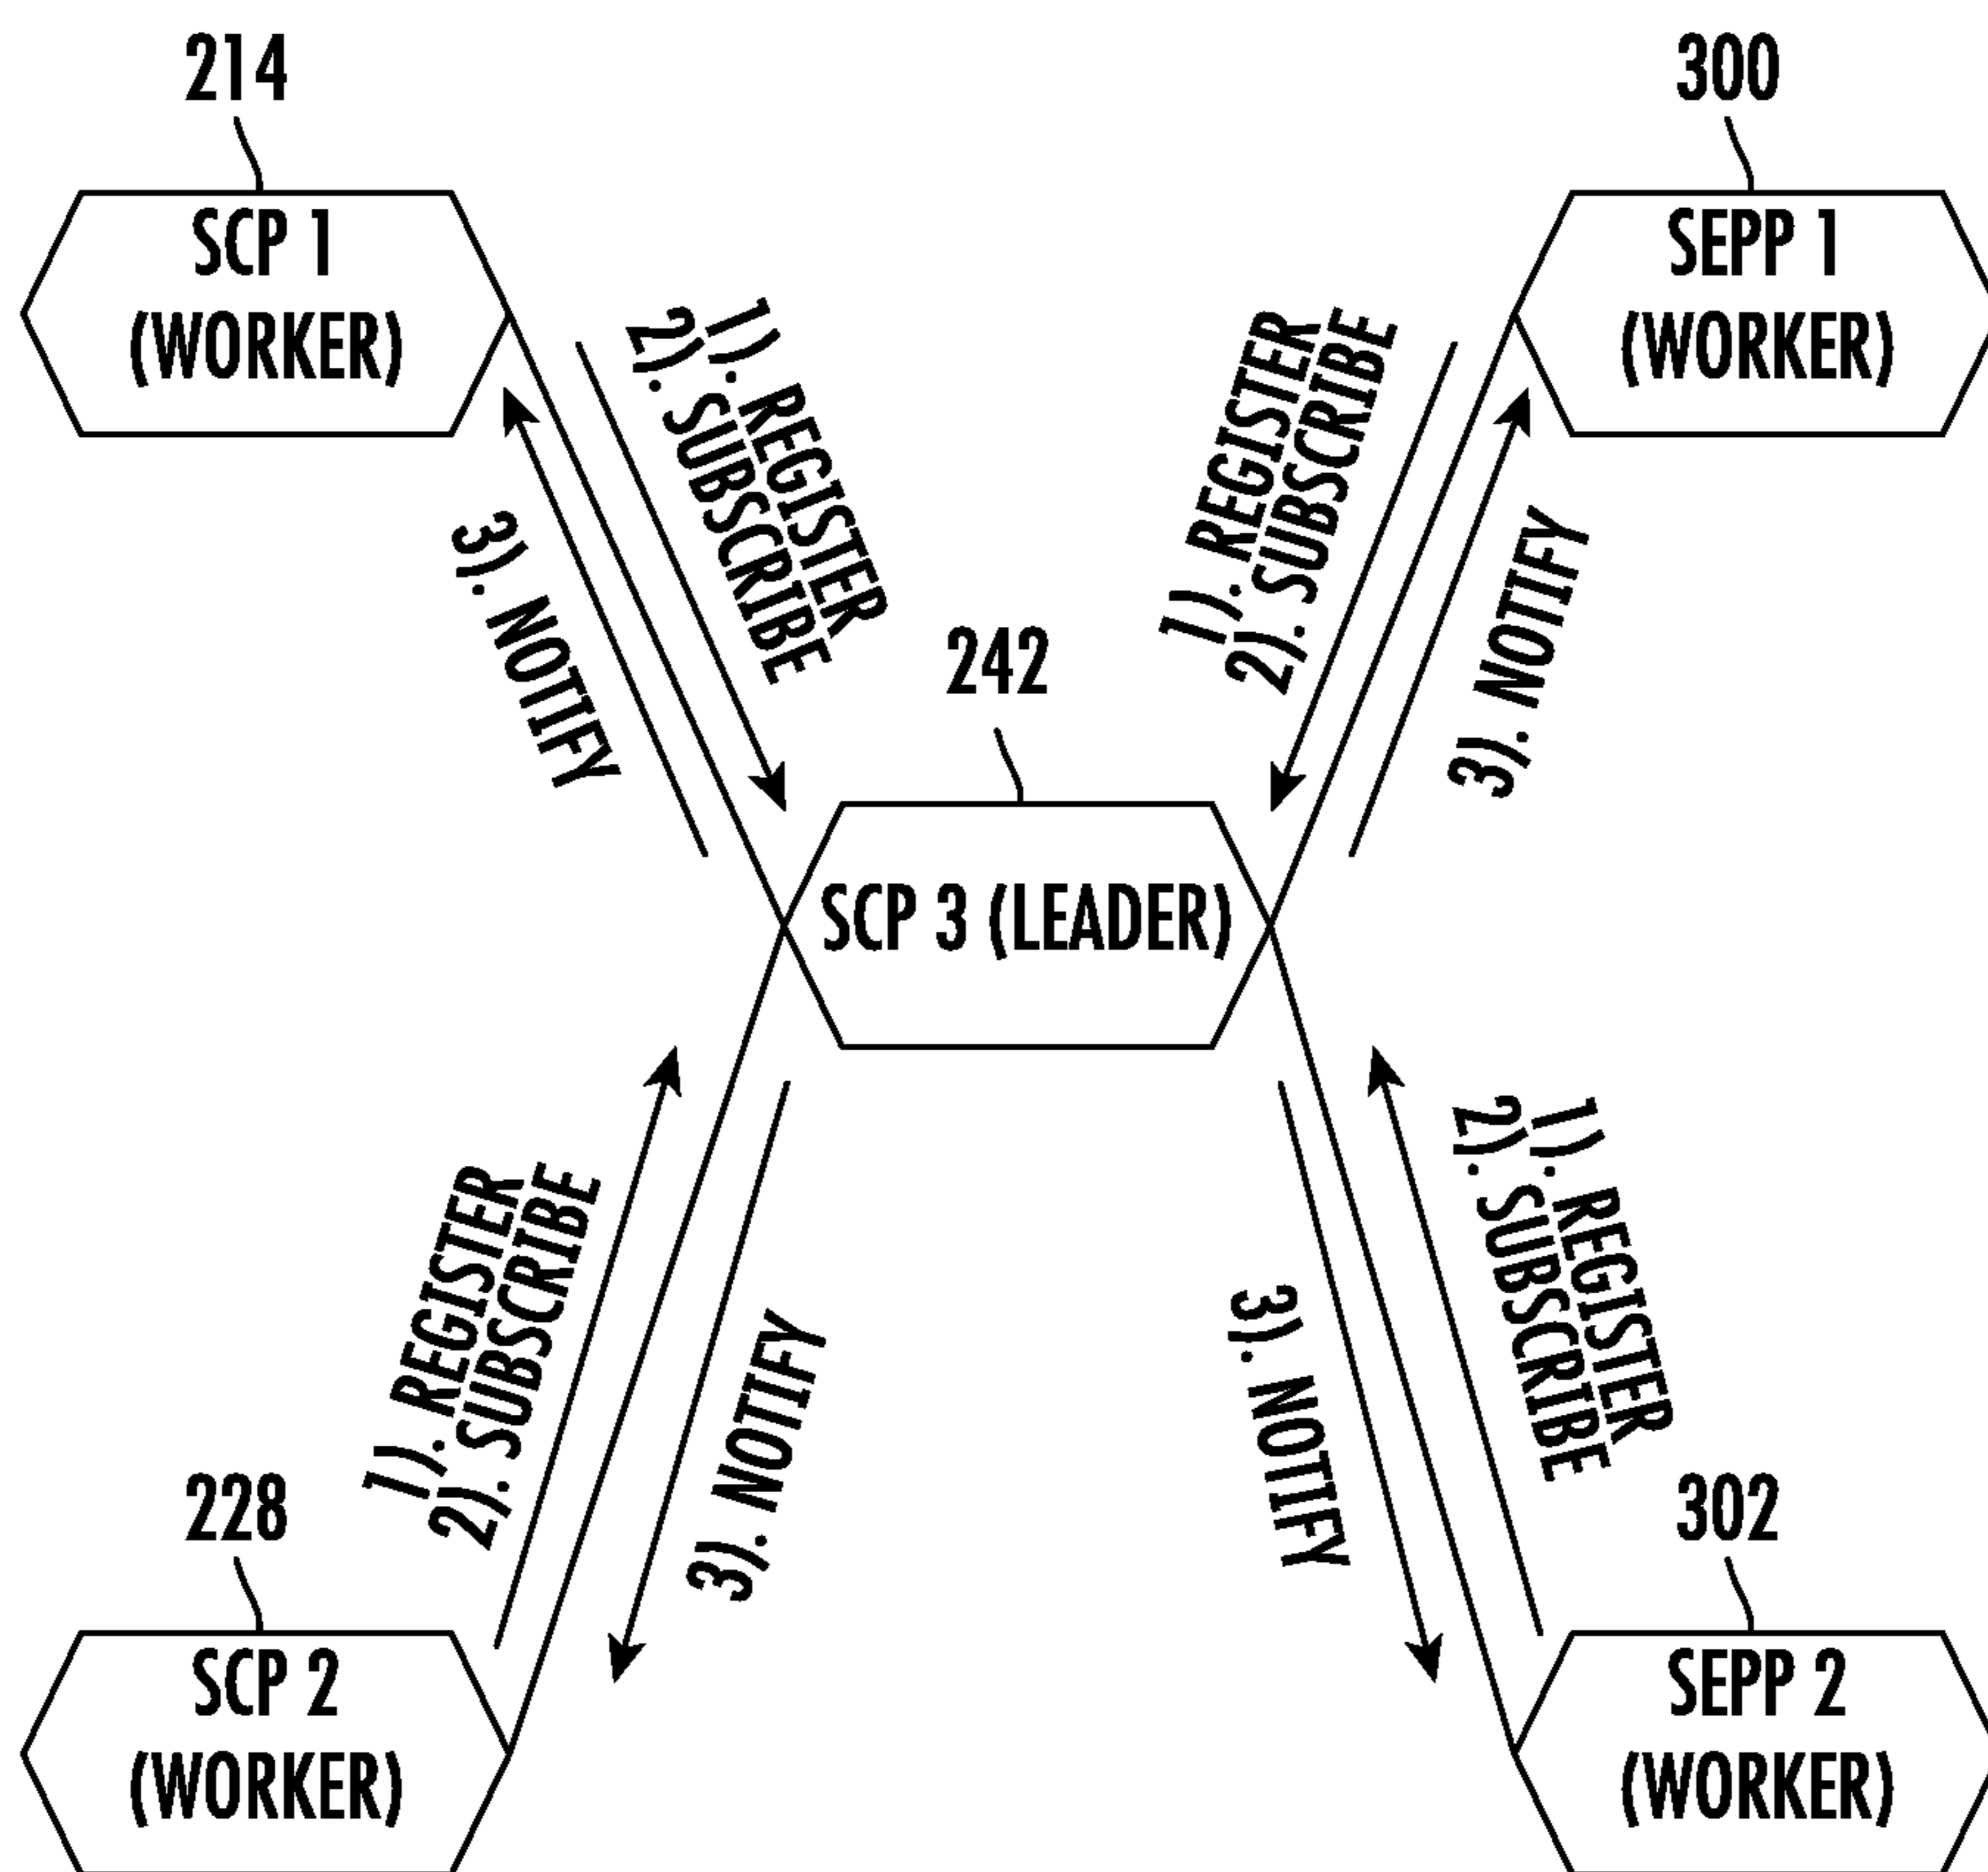 214
300
SCP 1
(WORKER)
SEPP 1
(WORKER)
1). REGISTER
2). SUBSCRIBE
3). NOTIFY
1). REGISTER
2). SUBSCRIBE
3). NOTIFY
242
SCP 3 (LEADER)
1). REGISTER
2). SUBSCRIBE
3). NOTIFY
3). NOTIFY
1). REGISTER
2). SUBSCRIBE
228
302
SCP 2
(WORKER)
SEPP 2
(WORKER)